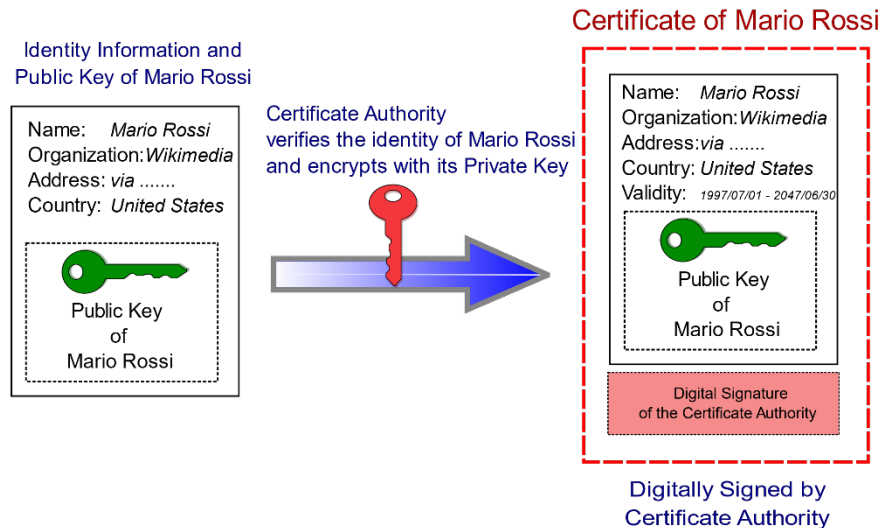 Identity Information and
Public Key of Mario Rossi
Name: Mario Rossi
Organization:Wikimedia
Address: via .......
Country: United States
Public Key
of
Mario Rossi
Certificate Authority
verifies the identity of Mario Rossi
and encrypts with its Private Key
Certificate of Mario Rossi
Name: Mario Rossi
Organization:Wikimedia
Address: via .......
Country: United States
Validity: 1997/07/01 - 2047/06/30
Public Key
of
Mario Rossi
Digital Signature
of the Certificate Authority
Digitally Signed by
Certificate Authority